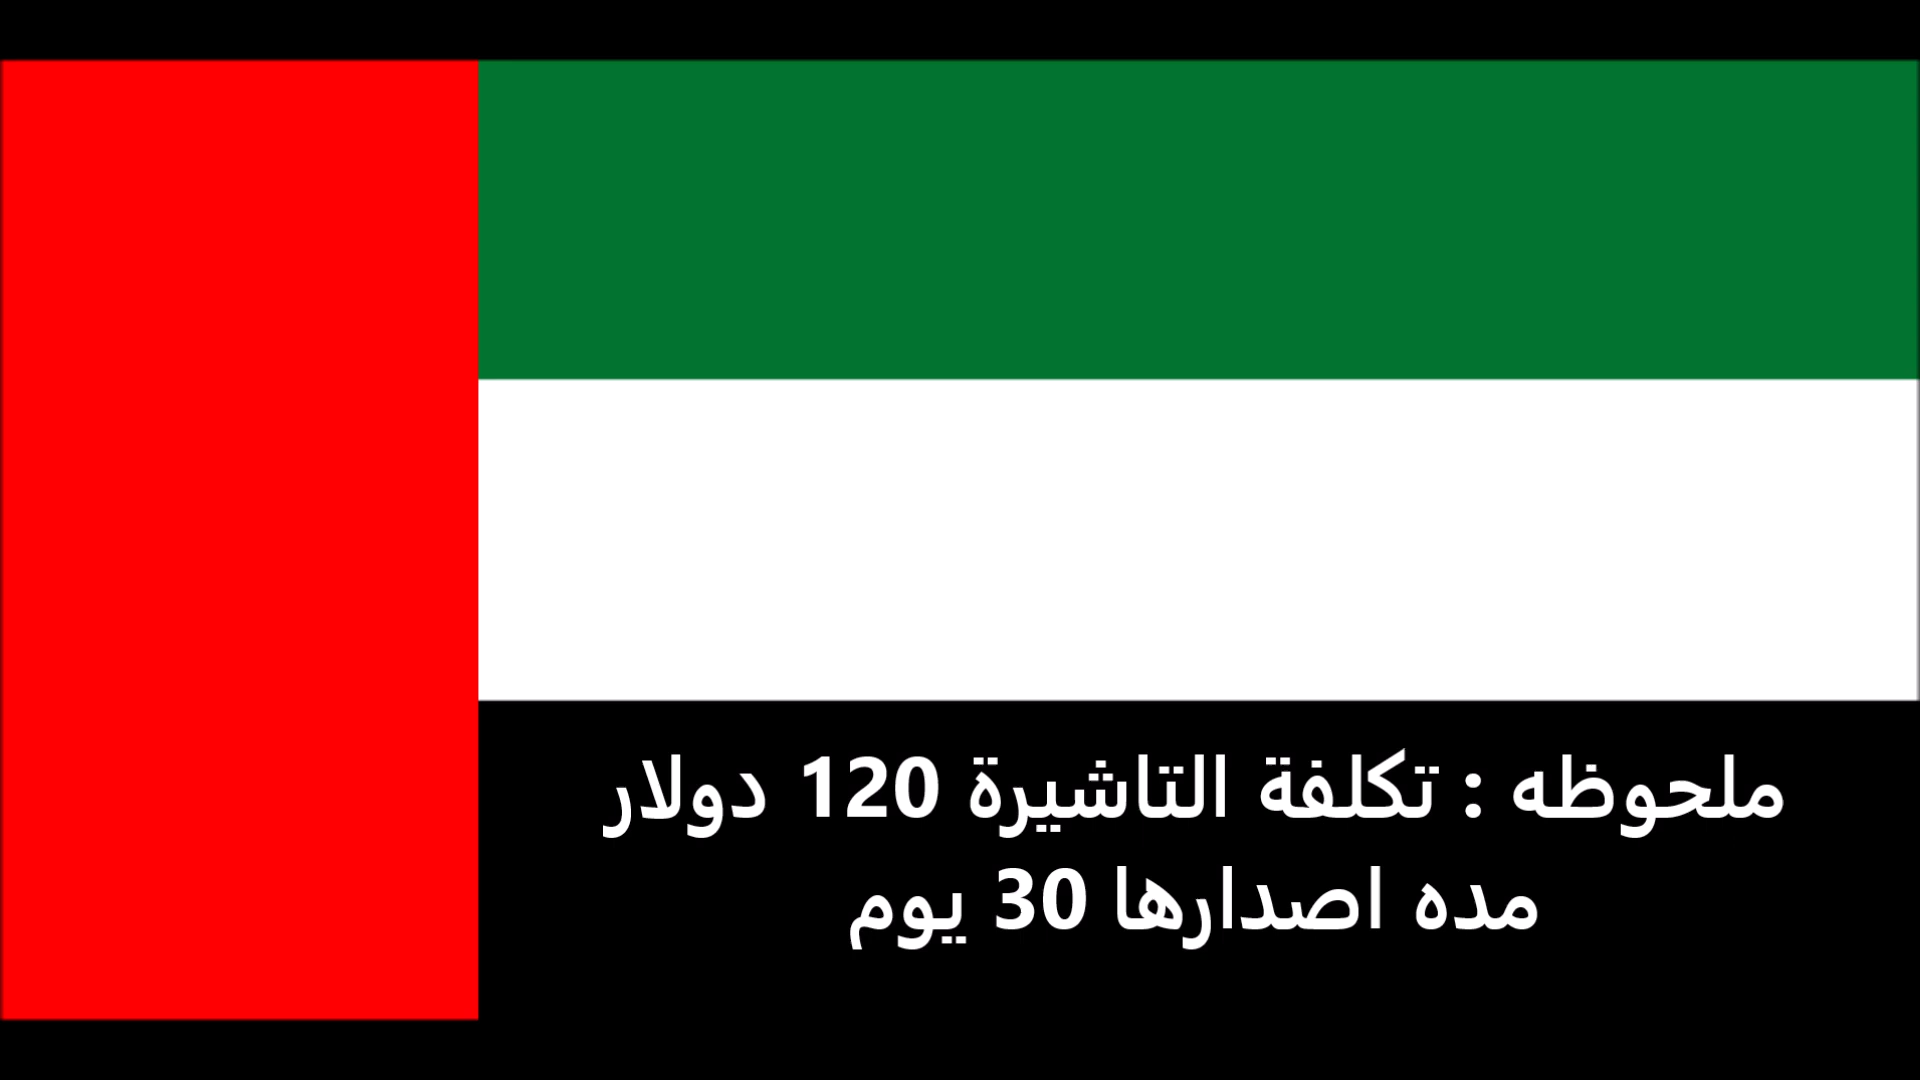 ملحوظه : تكلفة التاشيرة 120 دولار
مده اصدارها 30 يوم